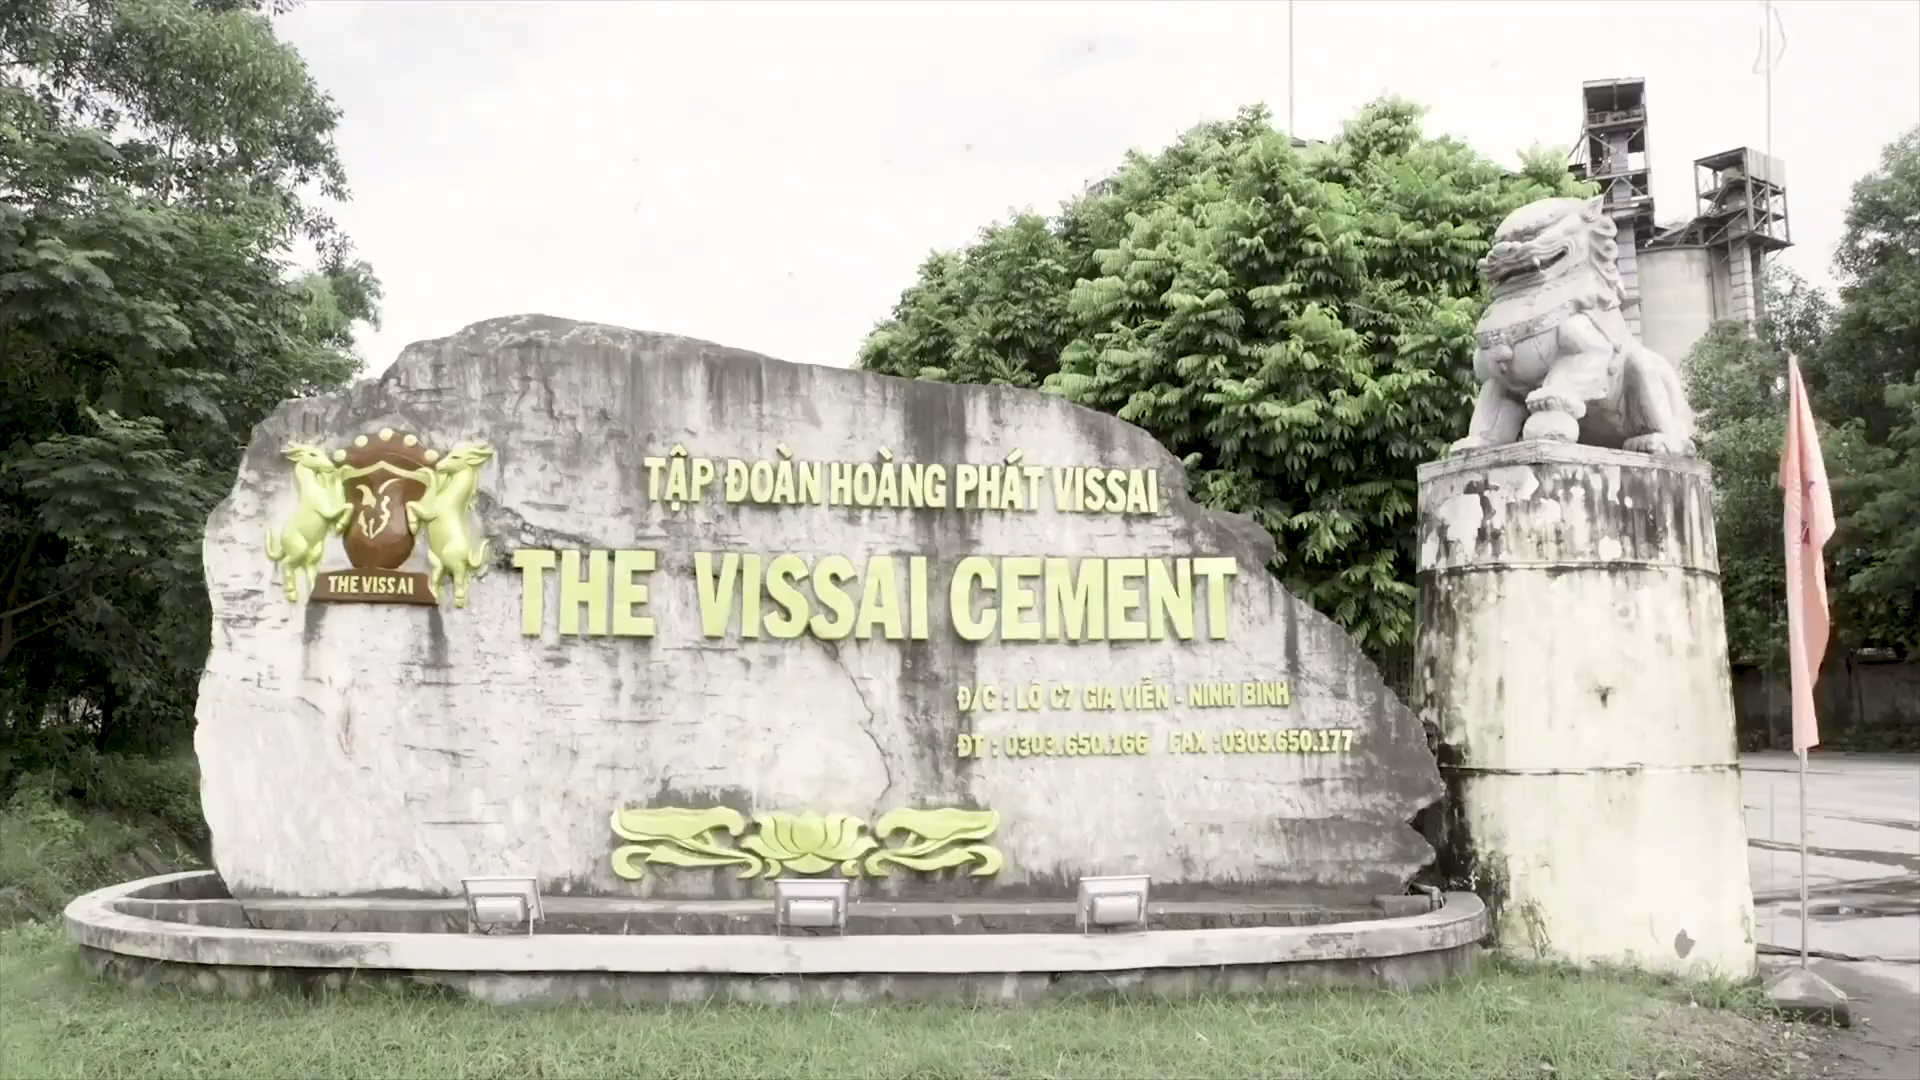 TẬP ĐOÀN HOÀNG PHÁT VISSAI
THE VISSAI CEMENT
THE VISSAI
Đ/C : LÔ C7 GIA VIỄN - NINH BÌNH
ĐT : 0303.650.166 FAX :0303.650.177